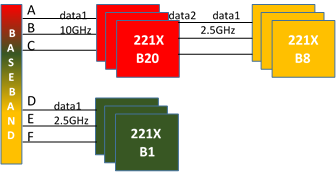 BASEBAND
A
data1
B
10GHz
C
221X
B20
data2
data1
2.5GHz
221X
B8
D
data1
E
2.5GHz
F
221X
B1